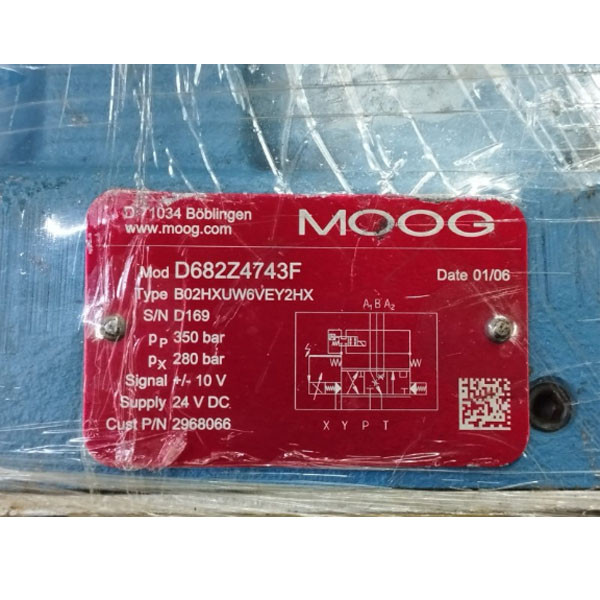 D-71034 Böblingen
www.moog.com
MOOG
Mod D682Z4743F
Date 01/06
Type B02HXUW6VEY2HX
S/N D169
pP 350 bar
pX 280 bar
Signal +/- 10 V
Supply 24 V DC
Cust P/N 2968066
A1 B A2
X Y P T